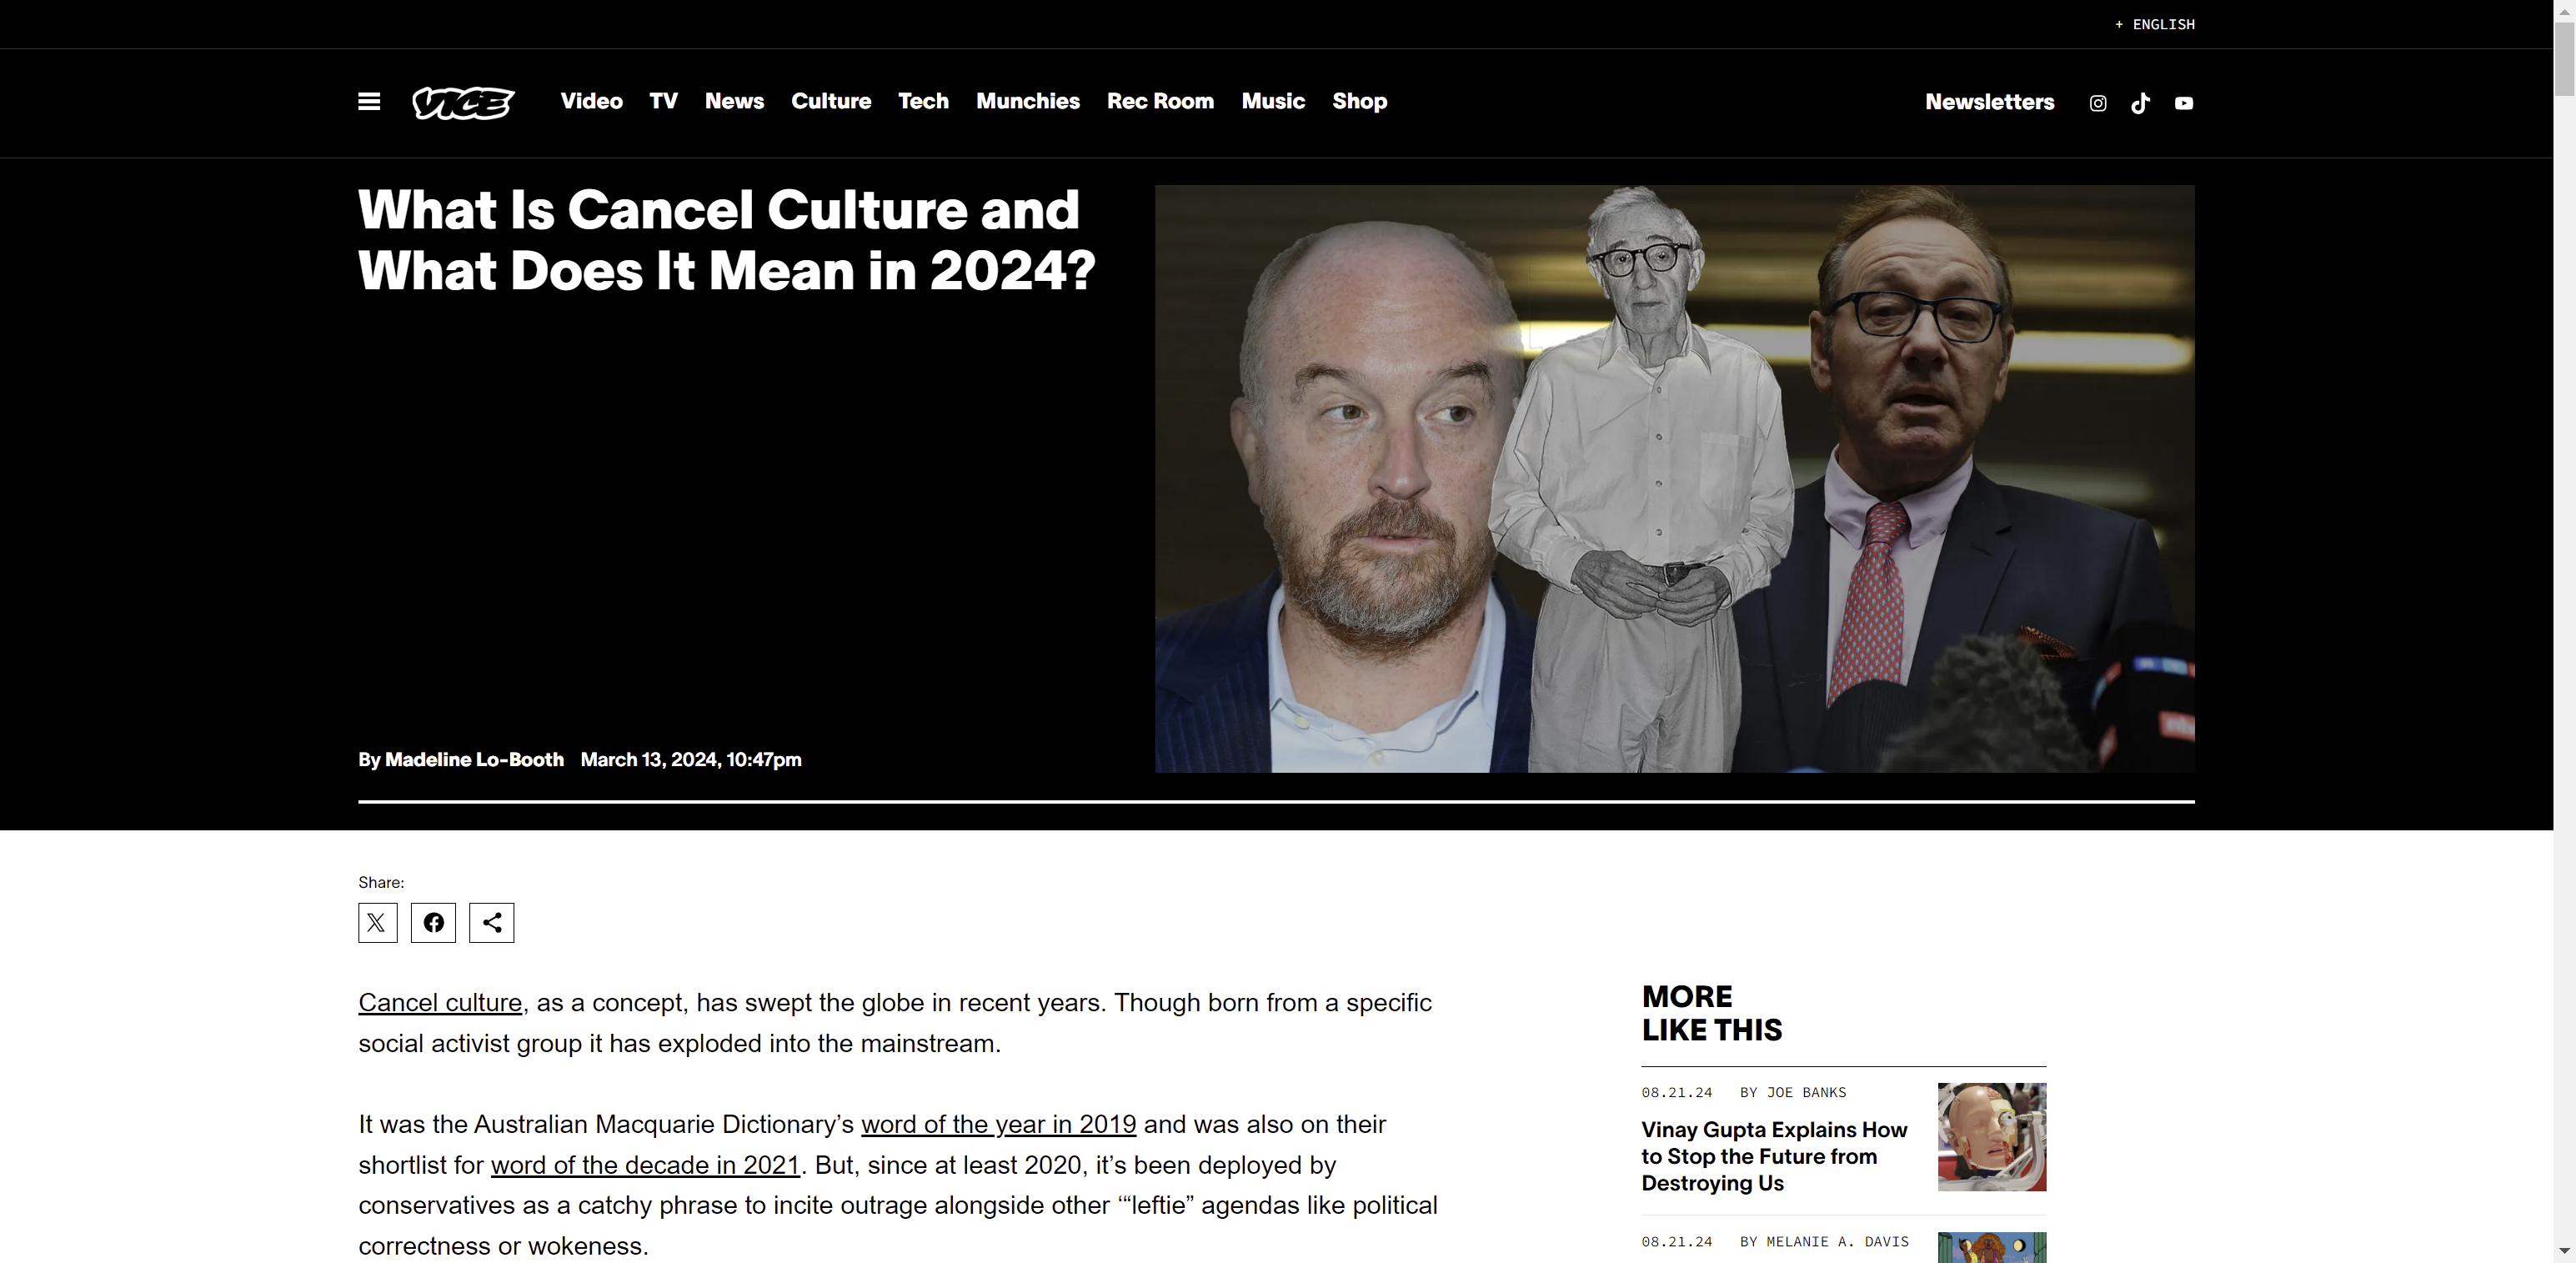 + ENGLISH
VICE
Video TV News Culture Tech Munchies Rec Room Music Shop
Newsletters
What Is Cancel Culture and
What Does It Mean in 2024?
By Madeline Lo-Booth March 13, 2024, 10:47pm
Share:
Cancel culture, as a concept, has swept the globe in recent years. Though born from a specific
social activist group it has exploded into the mainstream.
It was the Australian Macquarie Dictionary’s word of the year in 2019 and was also on their
shortlist for word of the decade in 2021. But, since at least 2020, it’s been deployed by
conservatives as a catchy phrase to incite outrage alongside other ‘“leftie” agendas like political
correctness or wokeness.
MORE
LIKE THIS
08.21.24 BY JOE BANKS
Vinay Gupta Explains How
to Stop the Future from
Destroying Us
08.21.24 BY MELANIE A. DAVIS